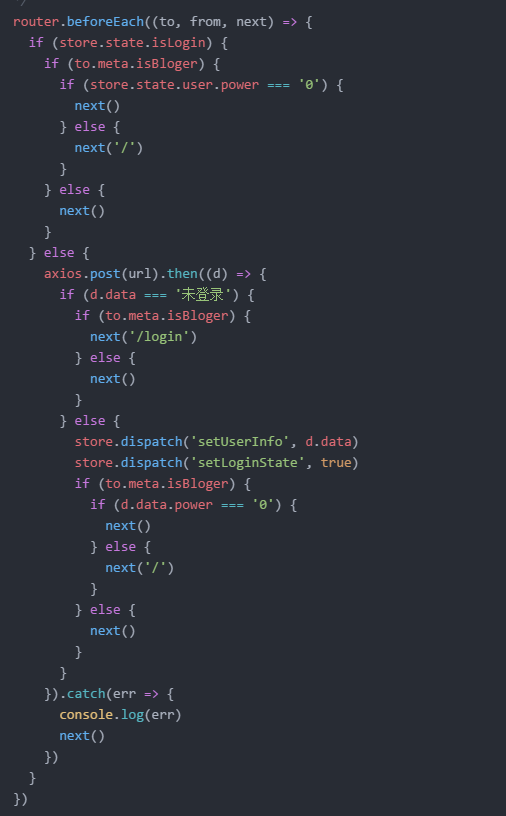 */
router.beforeEach((to, from, next) => {
  if (store.state.isLogin) {
    if (to.meta.isBloger) {
      if (store.state.user.power === '0') {
        next()
      } else {
        next('/')
      }
    } else {
      next()
    }
  } else {
    axios.post(url).then((d) => {
      if (d.data === '未登录') {
        if (to.meta.isBloger) {
          next('/login')
        } else {
          next()
        }
      } else {
        store.dispatch('setUserInfo', d.data)
        store.dispatch('setLoginState', true)
        if (to.meta.isBloger) {
          if (d.data.power === '0') {
            next()
          } else {
            next('/')
          }
        } else {
          next()
        }
      }
    }).catch(err => {
      console.log(err)
      next()
    })
  }
})